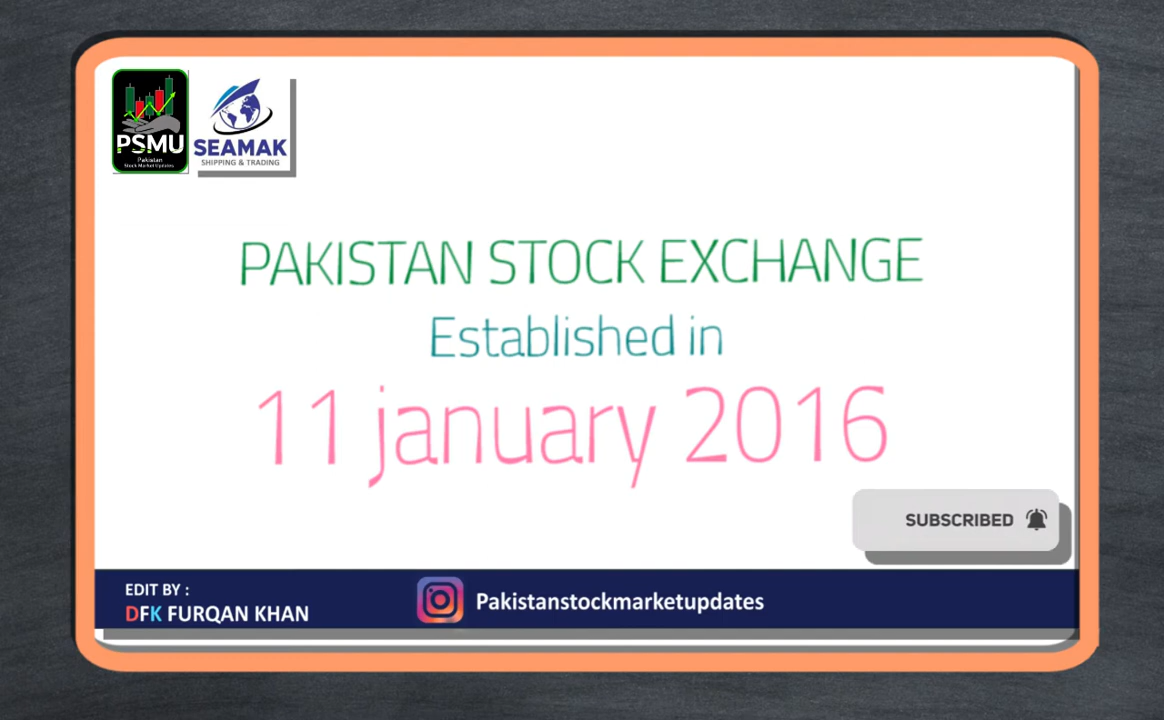 PSMU
Pakistan
Stock Market Updates
SEAMAK
SHIPPING & TRADING
PAKISTAN STOCK EXCHANGE
Established in
11 january 2016
SUBSCRIBED
EDIT BY :
DFK FURQAN KHAN
Pakistanstockmarketupdates